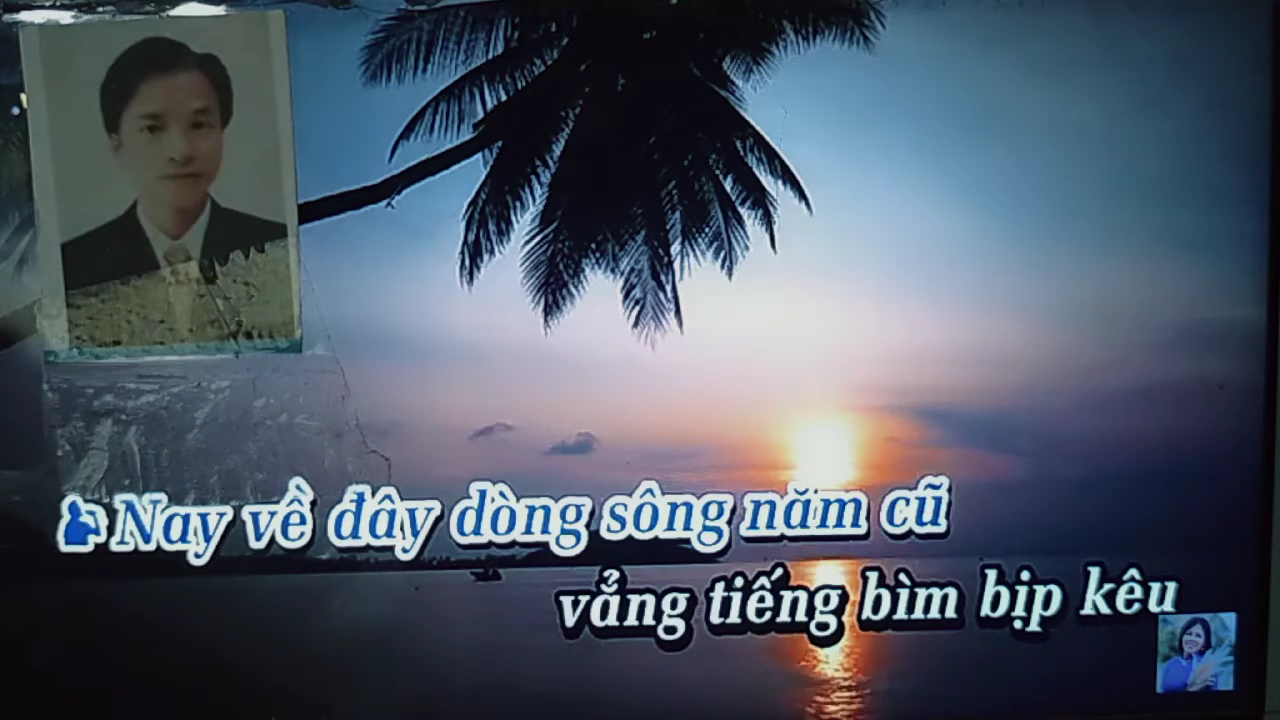 Nay về đây dòng sông năm cũ
vẳng tiếng bìm bịp kêu